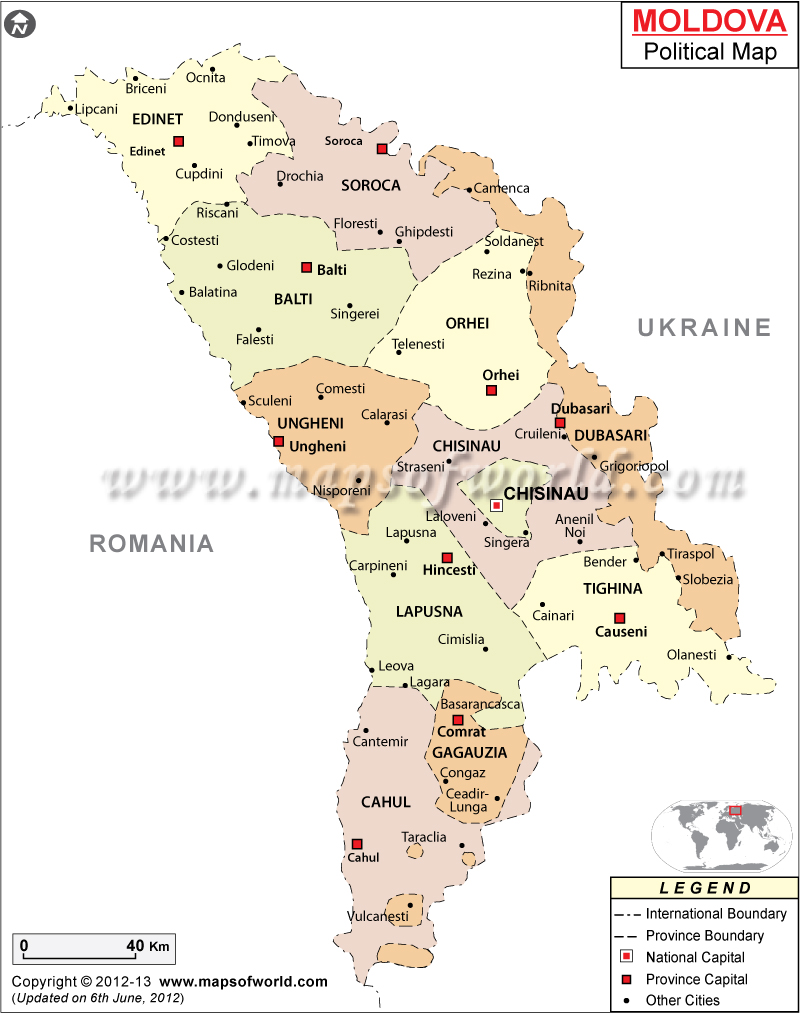 MOLDOVA
Political Map
N
Ocnita
Briceni
Lipcani
EDINET
Donduseni
Edinet
Timova
Soroca
Cupdini
Drochia
SOROCA
Camenca
Riscani
Floresti
Ghipdesti
Costesti
Soldanest
Glodeni
Balti
Rezina
Ribnita
Balatina
BALTI
Singerei
ORHEI
UKRAINE
Falesti
Telenesti
Orhei
Comesti
Sculeni
Calarasi
Dubasari
UNGHENI
Cruileni
DUBASARI
Ungheni
CHISINAU
Straseni
Grigoriopol
www.mapsofworld.com
Nisporeni
CHISINAU
Laloveni
Anenil
Noi
Lapusna
Singera
ROMANIA
Tiraspol
Carpineni
Hincesti
Bender
Slobezia
TIGHINA
LAPUSNA
Cainari
Causeni
Cimislia
Olanesti
Leova
Lagara
Basarancasca
Comrat
Cantemir
GAGAUZIA
Congaz
CAHUL
Ceadir-
Lunga
Taraclia
Cahul
Vulcanesti
LEGEND
International Boundary
Province Boundary
National Capital
Province Capital
Other Cities
0 40 Km
Copyright © 2012-13 www.mapsofworld.com
(Updated on 6th June, 2012)